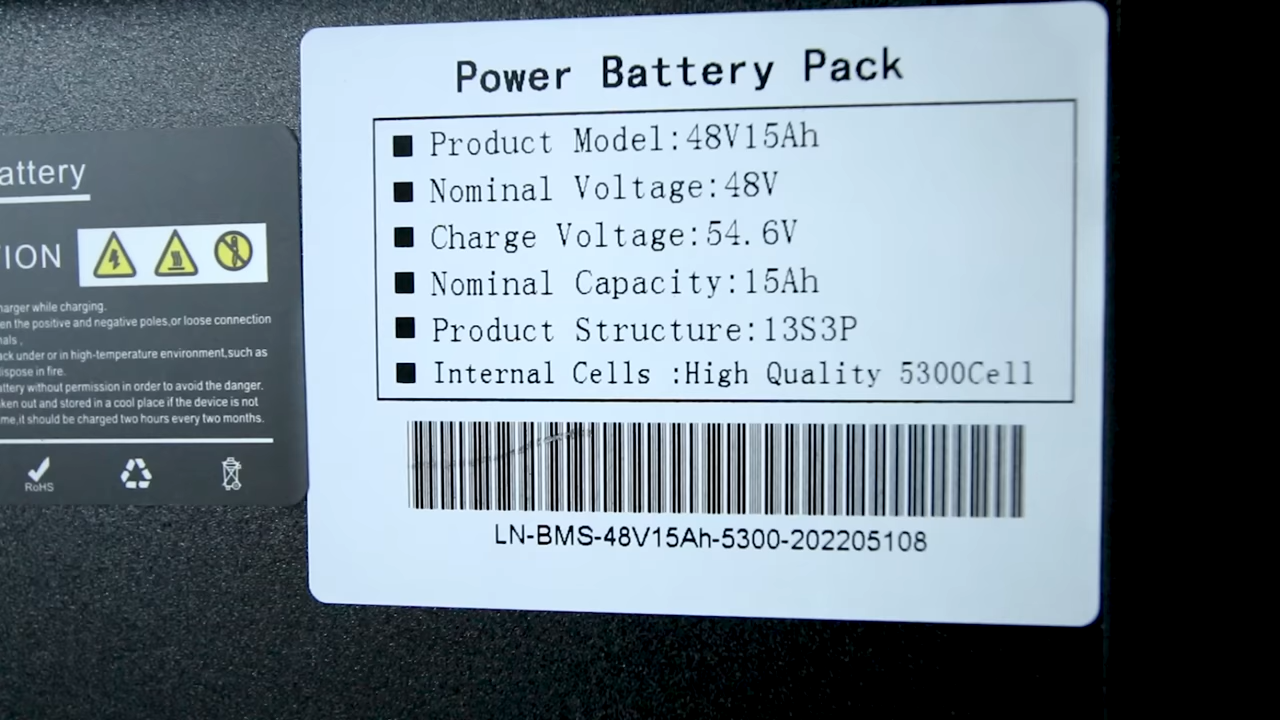 Power Battery Pack
Product Model:48V15Ah
Nominal Voltage:48V
Charge Voltage:54.6V
Nominal Capacity:15Ah
Product Structure:13S3P
Internal Cells :High Quality 5300Cell
LN-BMS-48V15Ah-5300-202205108
attery
TION
harger while charging.
en the positive and negative poles,or loose connection
nals ,
ack under or in high-temperature environment,such as
ispose in fire.
attery without permission in order to avoid the danger.
ken out and stored in a cool place if the device is not
me,it should be charged two hours every two months.
RoHS